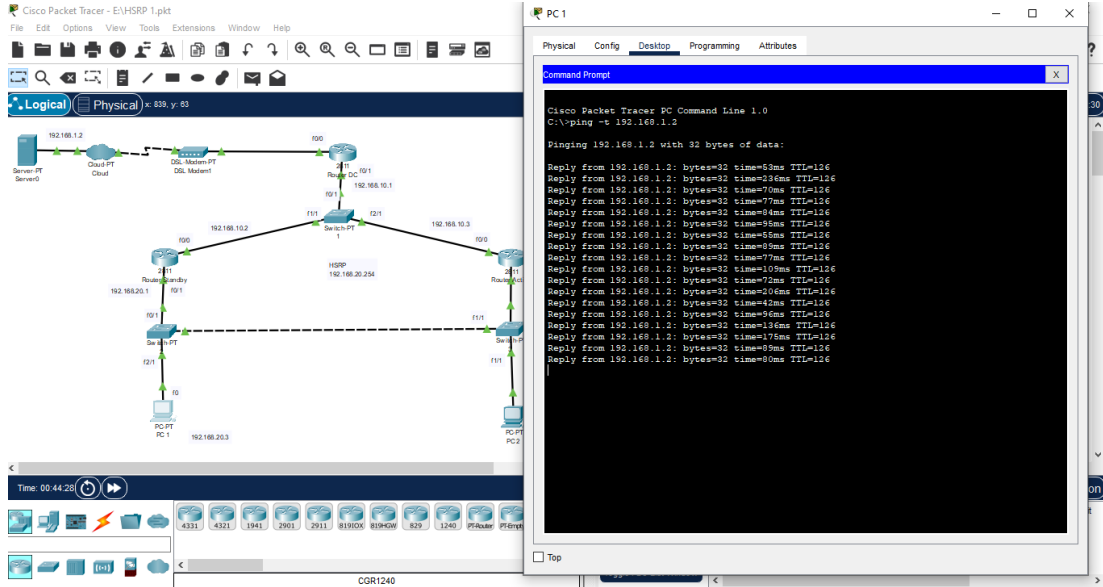 Cisco Packet Tracer - E:\HSRP 1.pkt
File Edit Options View Tools Extensions Window Help
Logical Physical x: 839, y: 63
192.168.1.2
Server-PT
Server0
Cloud-PT
Cloud
DSL-Modem-PT
DSL Modem1
f0/0
f0/1
192.168.10.1
f0/1
f1/1 f2/1
Switch-PT
1
192.168.10.2
192.168.10.3
f0/0
f0/0
HSRP
192.168.20.254
192.168.20.1 f0/1
f0/1
f1/1
f2/1
f1/1
f0
PC-PT
PC 1
192.168.20.3
PC-PT
PC 2
Time: 00:44:28
4331 4321 1941 2901 2911 819IOX 819HGW 829 1240 PT-Router PT-Empty
CGR1240
PC 1
Physical Config Desktop Programming Attributes
Command Prompt X
Cisco Packet Tracer PC Command Line 1.0
C:\>ping -t 192.168.1.2
Pinging 192.168.1.2 with 32 bytes of data:
Reply from 192.168.1.2: bytes=32 time=53ms TTL=126
Reply from 192.168.1.2: bytes=32 time=236ms TTL=126
Reply from 192.168.1.2: bytes=32 time=70ms TTL=126
Reply from 192.168.1.2: bytes=32 time=77ms TTL=126
Reply from 192.168.1.2: bytes=32 time=84ms TTL=126
Reply from 192.168.1.2: bytes=32 time=95ms TTL=126
Reply from 192.168.1.2: bytes=32 time=55ms TTL=126
Reply from 192.168.1.2: bytes=32 time=89ms TTL=126
Reply from 192.168.1.2: bytes=32 time=77ms TTL=126
Reply from 192.168.1.2: bytes=32 time=109ms TTL=126
Reply from 192.168.1.2: bytes=32 time=72ms TTL=126
Reply from 192.168.1.2: bytes=32 time=206ms TTL=126
Reply from 192.168.1.2: bytes=32 time=42ms TTL=126
Reply from 192.168.1.2: bytes=32 time=96ms TTL=126
Reply from 192.168.1.2: bytes=32 time=136ms TTL=126
Reply from 192.168.1.2: bytes=32 time=175ms TTL=126
Reply from 192.168.1.2: bytes=32 time=89ms TTL=126
Reply from 192.168.1.2: bytes=32 time=80ms TTL=126
Top